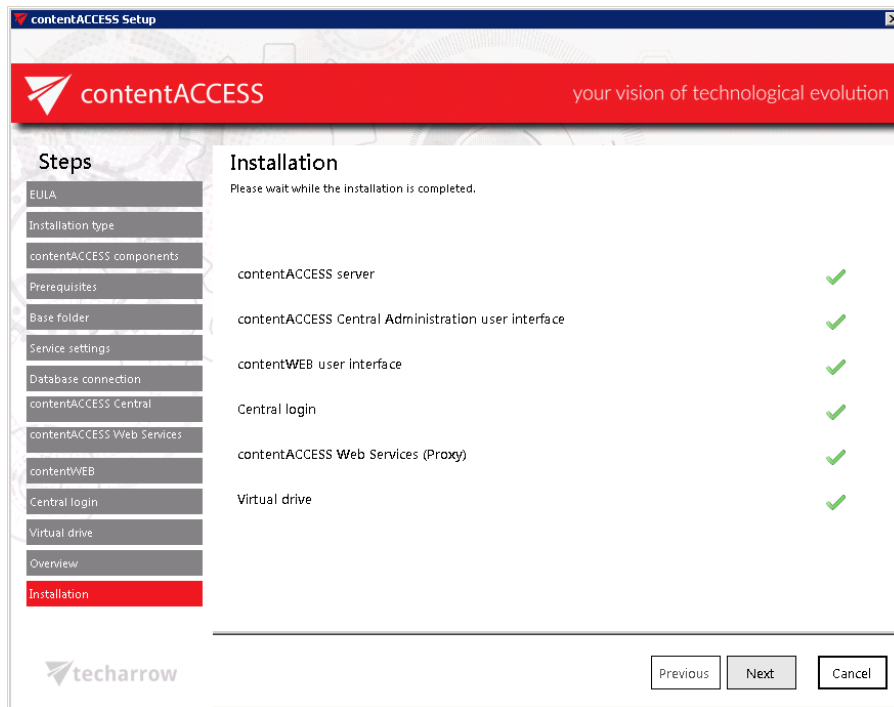 contentACCESS Setup
contentACCESS
your vision of technological evolution
Steps
EULA
Installation type
contentACCESS components
Prerequisites
Base folder
Service settings
Database connection
contentACCESS Central
contentACCESS Web Services
contentWEB
Central login
Virtual drive
Overview
Installation
Installation
Please wait while the installation is completed.
contentACCESS server
contentACCESS Central Administration user interface
contentWEB user interface
Central login
contentACCESS Web Services (Proxy)
Virtual drive
techarrow
Previous
Next
Cancel